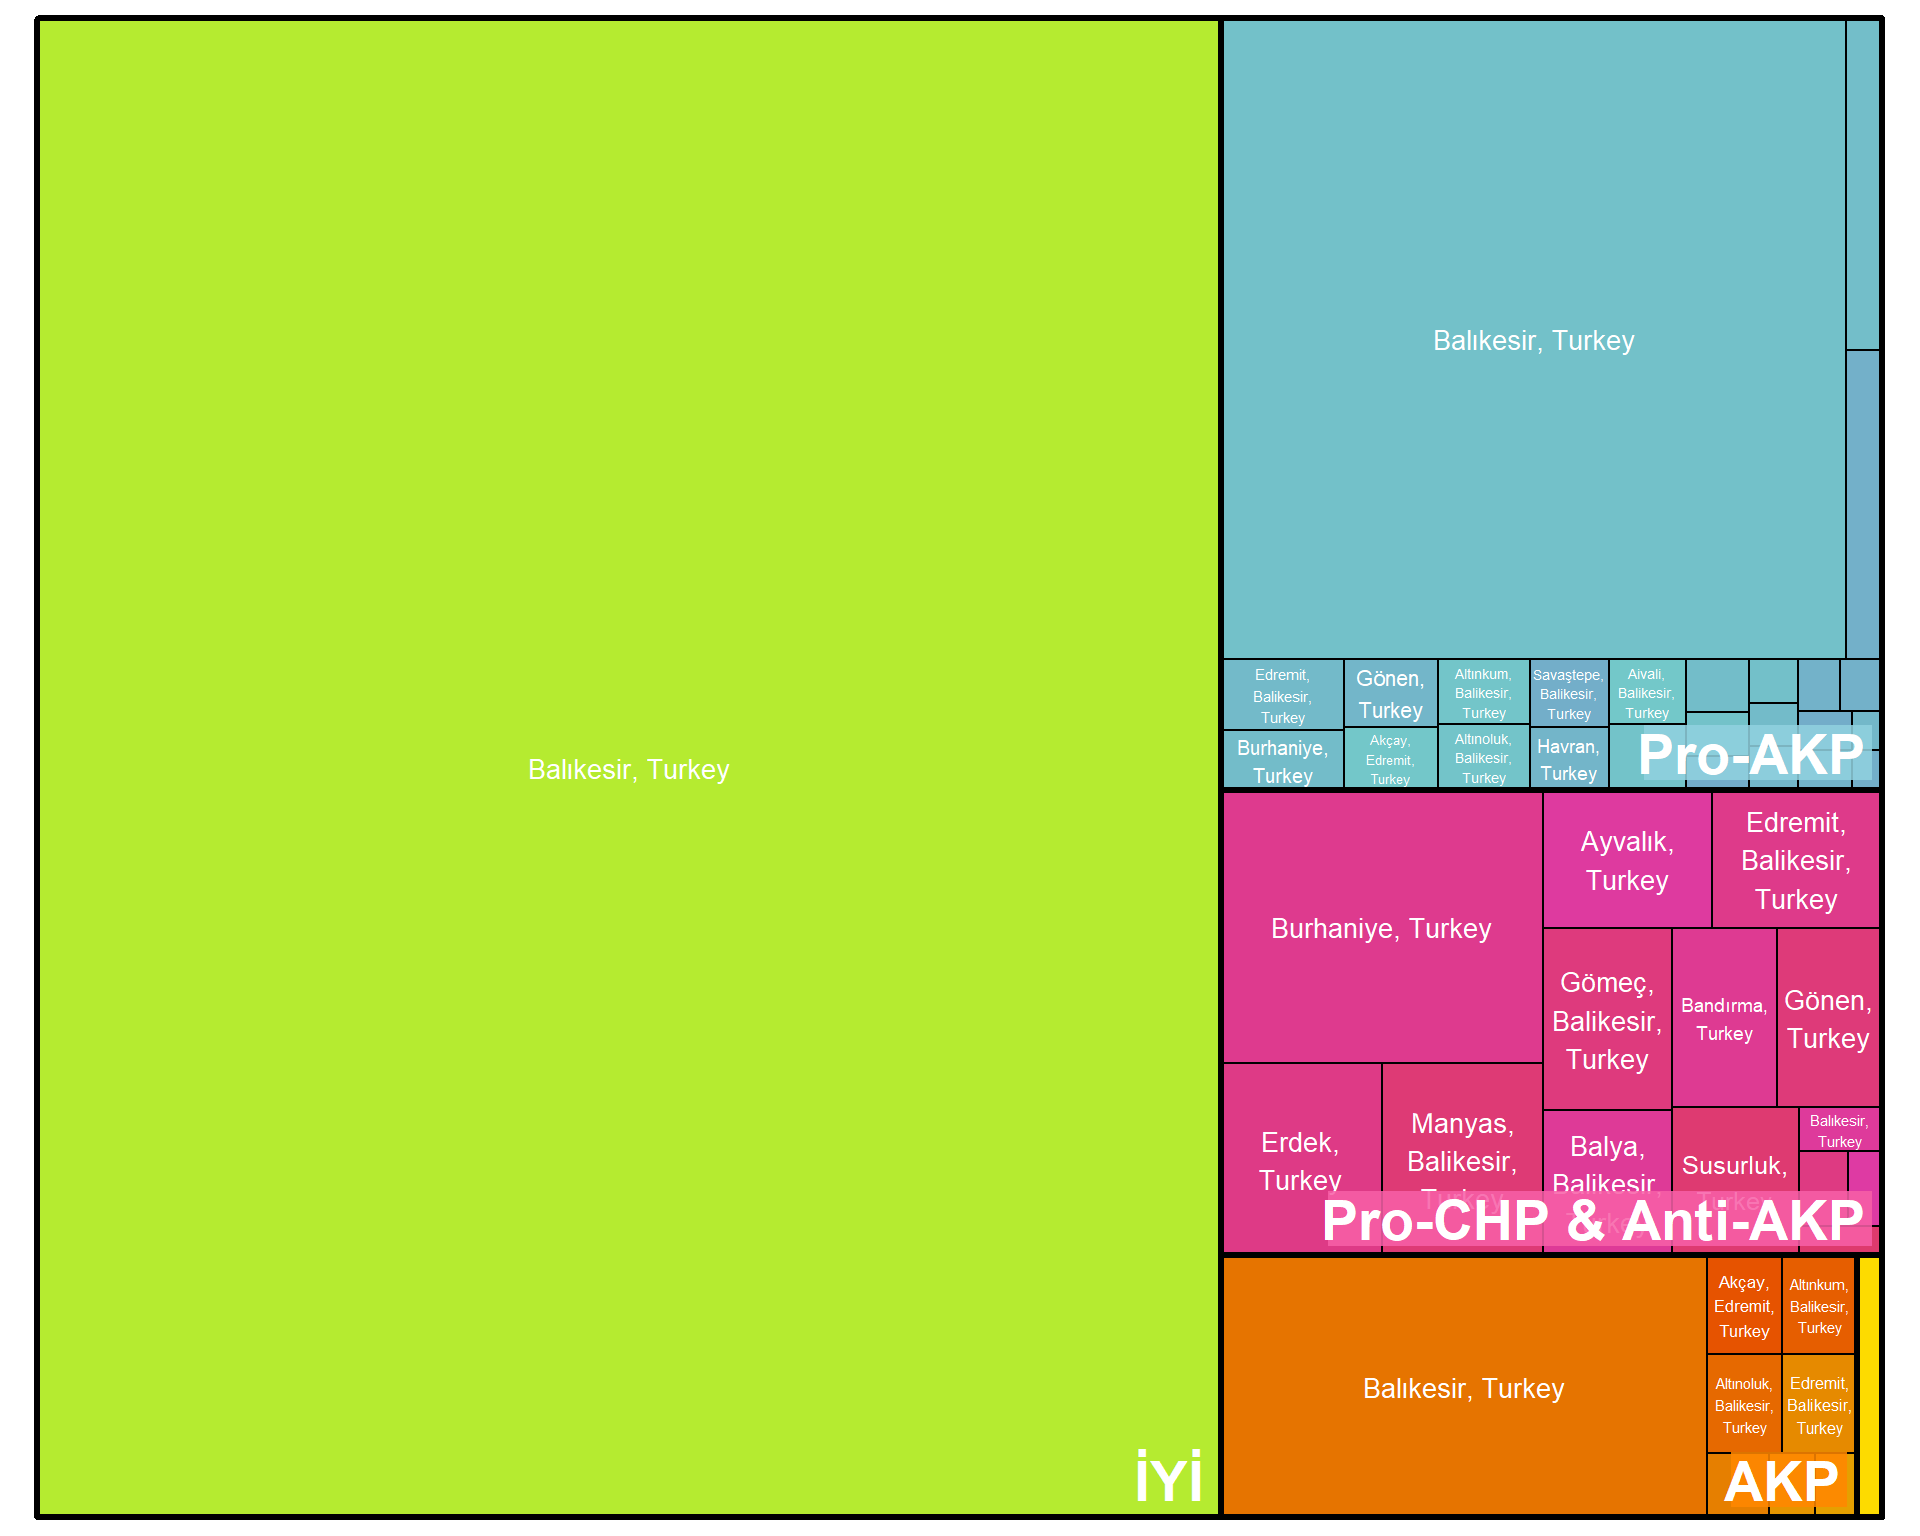 Balıkesir, Turkey
İYİ
Balıkesir, Turkey
Edremit,
Balikesir,
Turkey
Gönen,
Turkey
Altınkum,
Balikesir,
Turkey
Savaştepe,
Balikesir,
Turkey
Aivali,
Balikesir,
Turkey
Burhaniye,
Turkey
Akçay,
Edremit,
Turkey
Altınoluk,
Balikesir,
Turkey
Havran,
Turkey
Pro-AKP
Burhaniye, Turkey
Ayvalık,
Turkey
Edremit,
Balikesir,
Turkey
Gömeç,
Balikesir,
Turkey
Bandırma,
Turkey
Gönen,
Turkey
Erdek,
Turkey
Manyas,
Balikesir,
Turkey
Balya,
Balikesir,
Turkey
Susurluk,
Turkey
Balıkesir,
Turkey
Pro-CHP & Anti-AKP
Balıkesir, Turkey
Akçay,
Edremit,
Turkey
Altınkum,
Balikesir,
Turkey
Altınoluk,
Balikesir,
Turkey
Edremit,
Balikesir,
Turkey
AKP